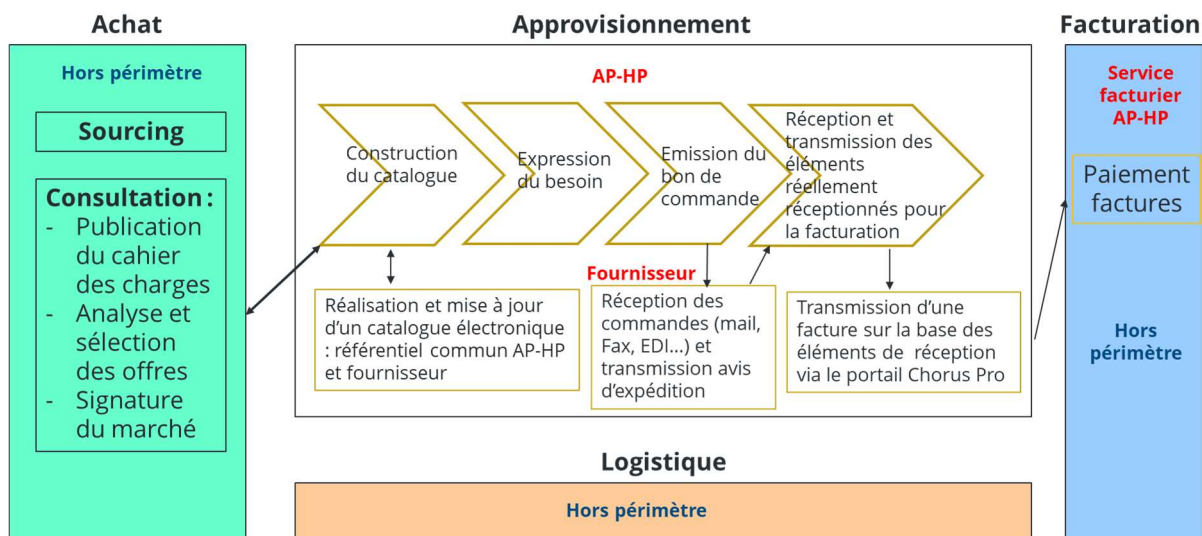 Achat
Hors périmètre
Sourcing
Consultation :
- Publication
du cahier
des charges
- Analyse et
sélection
des offres
- Signature
du marché
Approvisionnement
AP-HP
Construction
du catalogue
Expression
du besoin
Emission du
bon de
commande
Réception et
transmission des
éléments
réellement
réceptionnés pour
la facturation
Fournisseur
Réalisation et mise à jour
d’un catalogue électronique
: référentiel commun AP-HP
et fournisseur
Réception des
commandes (mail,
Fax, EDI…) et
transmission avis
d’expédition
Transmission d’une
facture sur la base des
éléments de réception
via le portail Chorus Pro
Logistique
Hors périmètre
Facturation
Service
facturier
AP-HP
Paiement
factures
Hors
périmètre